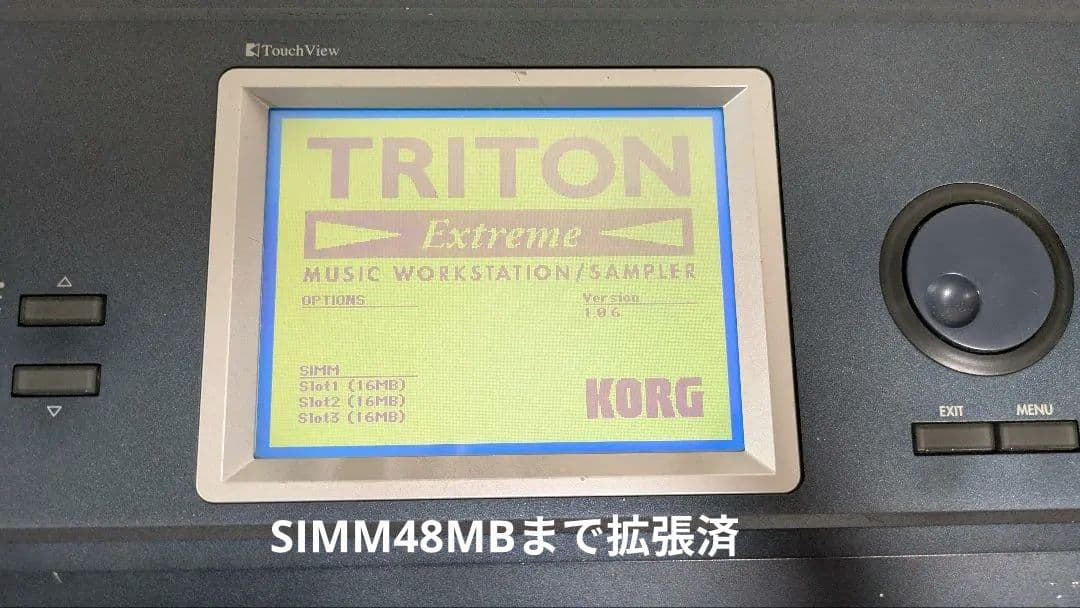 TouchView
TRITON
Extreme
MUSIC WORKSTATION/SAMPLER
OPTIONS
Version
1.0.6
SIMM
Slot1 (16MB)
Slot2 (16MB)
Slot3 (16MB)
KORG
EXIT
MENU
SIMM48MBまで拡張済